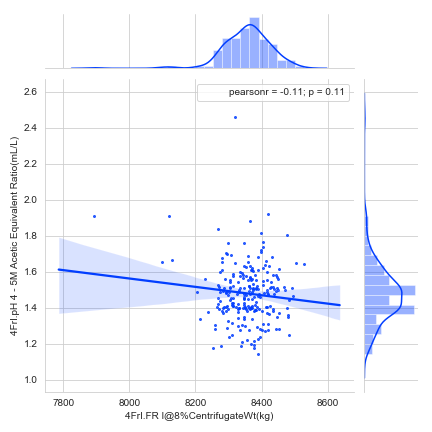 pearsonr = -0.11; p = 0.11
2.6
2.4
2.2
2.0
1.8
1.6
1.4
1.2
1.0
4FrI.pH 4 - 5M Acetic Equivalent Ratio(mL/L)
7800 8000 8200 8400 8600
4FrI.FR I@8%CentrifugateWt(kg)